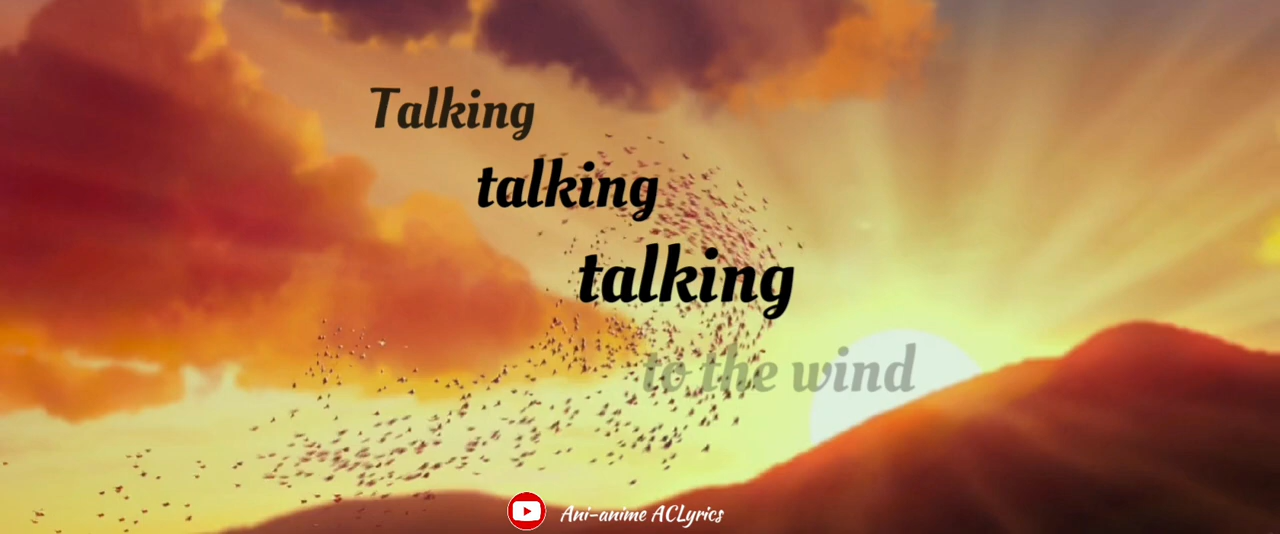 Talking
talking
talking
to the wind
Ani-anime ACLyrics